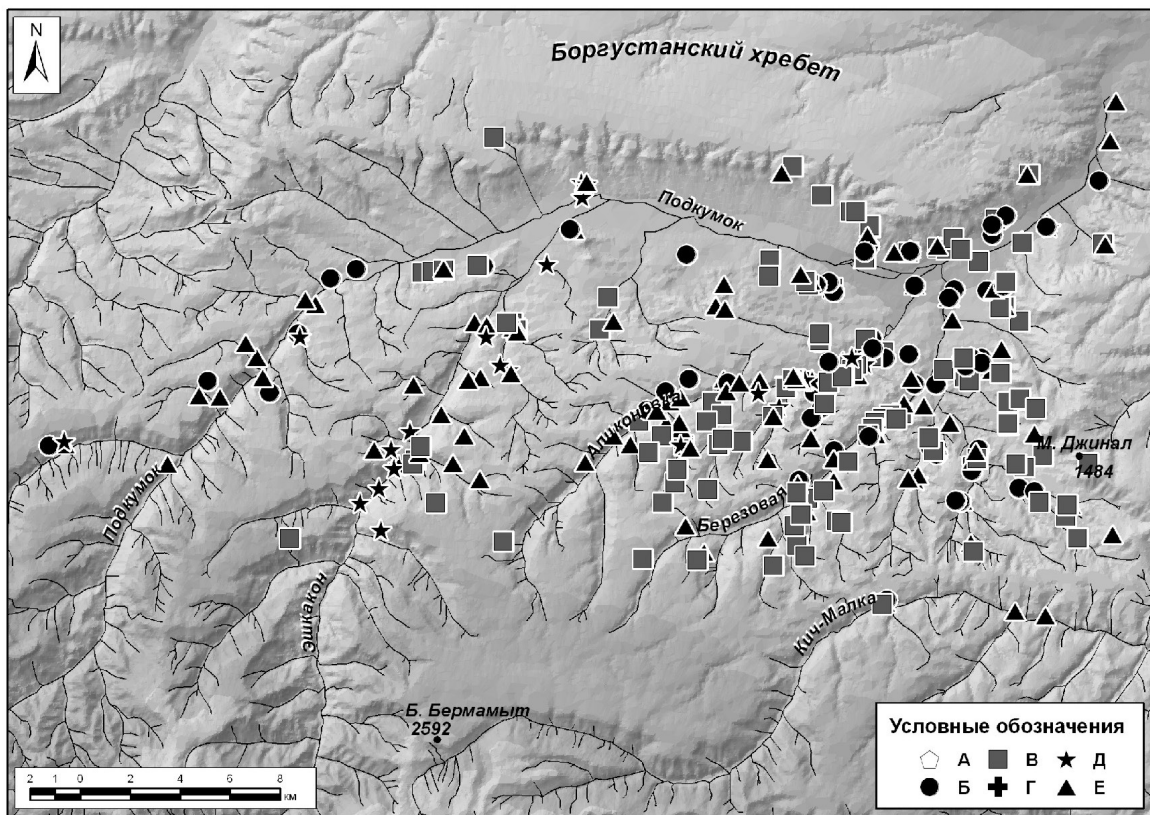 N
Боргустанский хребет
Подкумок
Аликоновка
М. Джинал
1484
Березовая
Подкумок
Эшкакон
Кич-Малка
Б. Бермамыт
2592
Условные обозначения
А В Д
Б Г Е
2 1 0 2 4 6 8
км